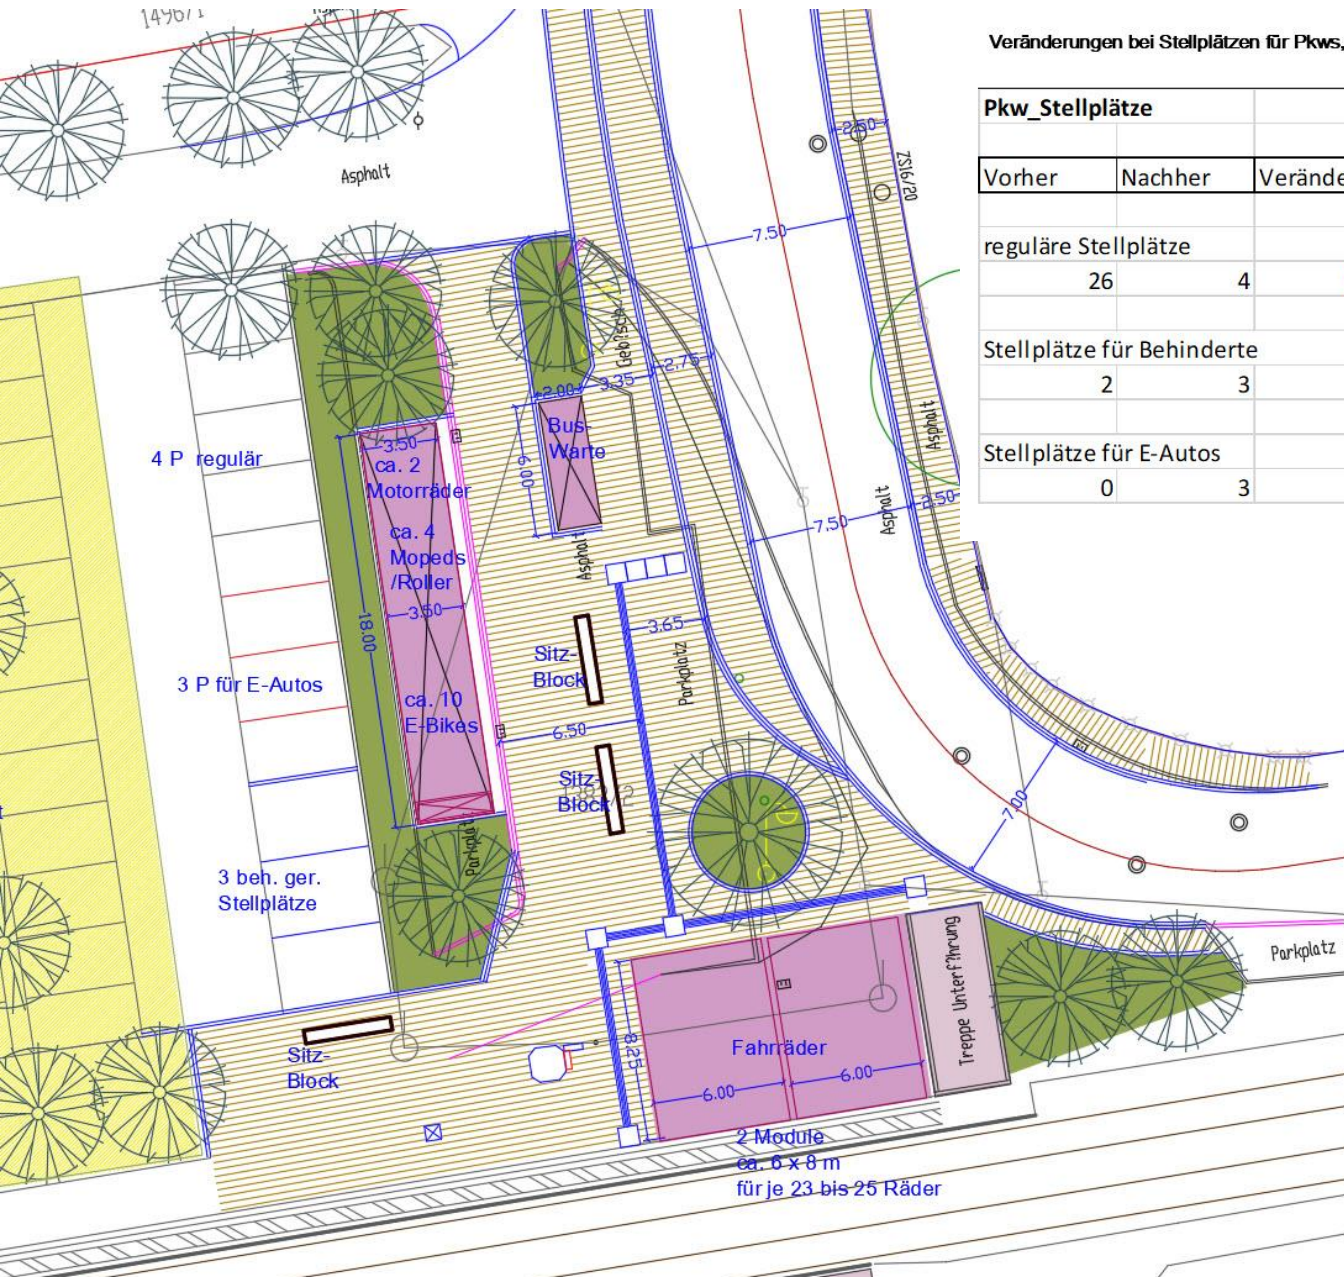 149671
Veränderungen bei Stellplätzen für Pkws,
Pkw_Stellplätze
Vorher Nachher Verände
reguläre Stellplätze
26 4
Stellplätze für Behinderte
2 3
Stellplätze für E-Autos
0 3
Asphalt
2.50
ZS16/20
7.50
Gebüsch
2.75
3.35
2.00
Bus-
Warte
6.00
4 P regulär
3.50
ca. 2
Motorräder
ca. 4
Mopeds
/Roller
3.50
18.00
ca. 10
E-Bikes
Asphalt
Asphalt
Asphalt
7.50
2.50
3.65
Parkplatz
Sitz-
Block
6.50
Sitz-
Block
3 P für E-Autos
Parkplatz
3 beh. ger.
Stellplätze
7.00
Parkplatz
Treppe Unterführung
Sitz-
Block
8.25
Fahrräder
6.00
6.00
2 Module
ca. 6 x 8 m
für je 23 bis 25 Räder